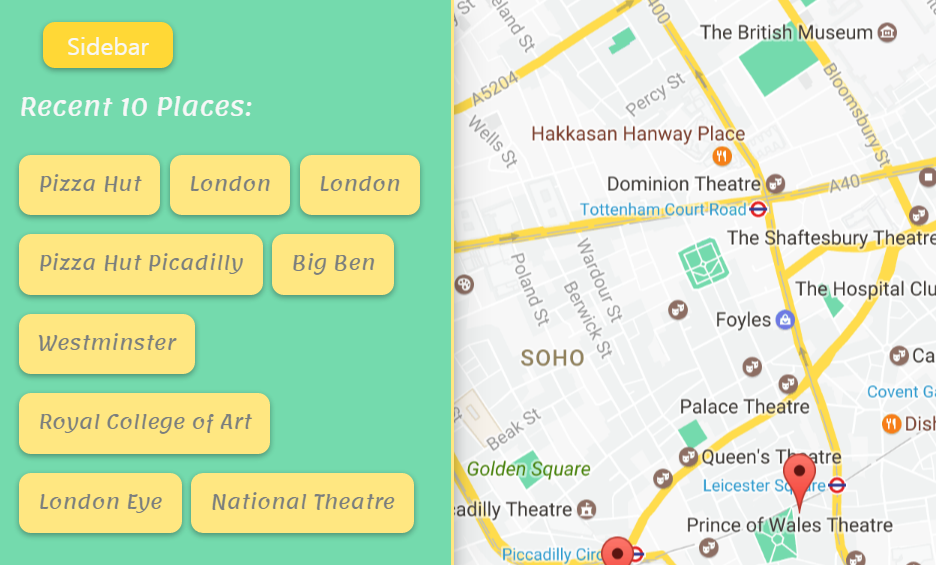 Sidebar
Recent 10 Places:
Pizza Hut
London
London
Pizza Hut Picadilly
Big Ben
Westminster
Royal College of Art
London Eye
National Theatre
The British Museum
A5204
Percy St
Bloomsbury St
Wells St
Hakkasan Hanway Place
Dominion Theatre
A40
Tottenham Court Road
The Shaftesbury Theatre
Wardour St
Poland St
Berwick St
The Hospital Clu
Foyles
SOHO
Ca
Covent Ga
Palace Theatre
Dish
Beak St
Queen's Theatre
Golden Square
Leicester Square
adilly Theatre
Prince of Wales Theatre
Piccadilly Circ